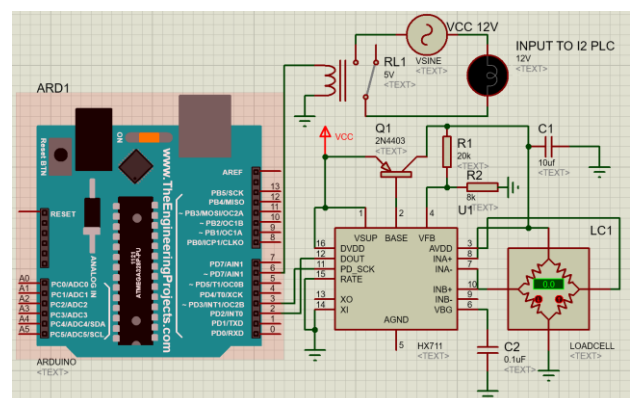 VCC 12V
VSINE
<TEXT>
RL1
5V
<TEXT>
INPUT TO I2 PLC
12V
<TEXT>
ARD1
Reset BTN
ON
www.TheEngineeringProjects.com
ATMEGA328P-PU
1121
ANALOG IN
RESET
AREF
PB5/SCK
PB4/MISO
~ PB3/MOSI/OC2A
~ PB2/OC1B
~ PB1/OC1A
PB0/ICP1/CLKO
13
12
11
10
9
8
PD7/AIN1
~ PD7/AIN1
~ PD5/T1/OC0B
PD4/T0/XCK
~ PD3/INT1/OC2B
PD2/INT0
PD1/TXD
PD0/RXD
7
6
5
4
3
2
1
0
A0
A1
A2
A3
A4
A5
PC0/ADC0
PC1/ADC1
PC2/ADC2
PC3/ADC3
PC4/ADC4/SDA
PC5/ADC5/SCL
ARDUINO
<TEXT>
VCC
Q1
2N4403
<TEXT>
R1
20k
<TEXT>
R2
8k
<TEXT>
C1
10uf
<TEXT>
U1
1
2
4
VSUP
BASE
VFB
16
12
11
15
13
14
DVDD
DOUT
PD_SCK
RATE
XO
XI
AVDD
INA+
INA-
INB+
INB-
VBG
3
8
7
10
9
6
AGND
5
HX711
<TEXT>
C2
0.1uF
<TEXT>
LC1
0.0
LOADCELL
<TEXT>